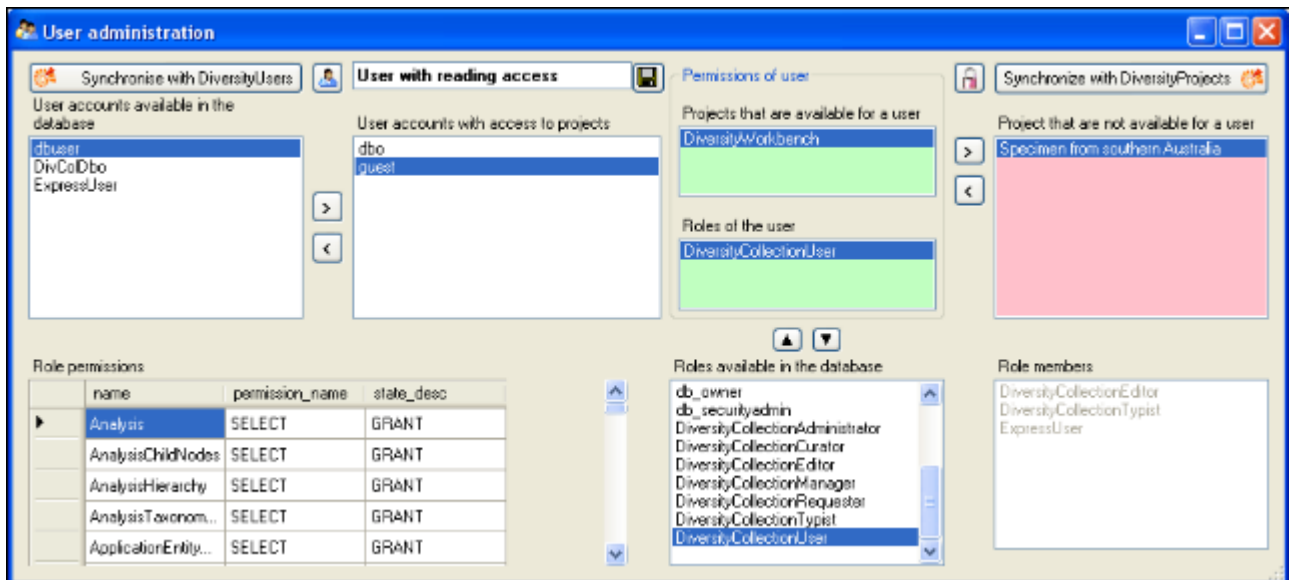 User administration
Synchronise with DiversityUsers
User with reading access
Permissions of user
Synchronize with DiversityProjects
User accounts available in the
database
User accounts with access to projects
Projects that are available for a user
Project that are not available for a user
dbuser
DivColDbo
ExpressUser
dbo
guest
DiversityWorkbench
Specimen from southern Australia
>
<
>
<
Roles of the user
DiversityCollectionUser
Role permissions
Roles available in the database
Role members
name permission_name state_desc
Analysis SELECT GRANT
AnalysisChildNodes SELECT GRANT
AnalysisHierarchy SELECT GRANT
AnalysisTaxonom... SELECT GRANT
ApplicationEntity... SELECT GRANT
db_owner
db_securityadmin
DiversityCollectionAdministrator
DiversityCollectionCurator
DiversityCollectionEditor
DiversityCollectionManager
DiversityCollectionRequester
DiversityCollectionTypist
DiversityCollectionUser
DiversityCollectionEditor
DiversityCollectionTypist
ExpressUser